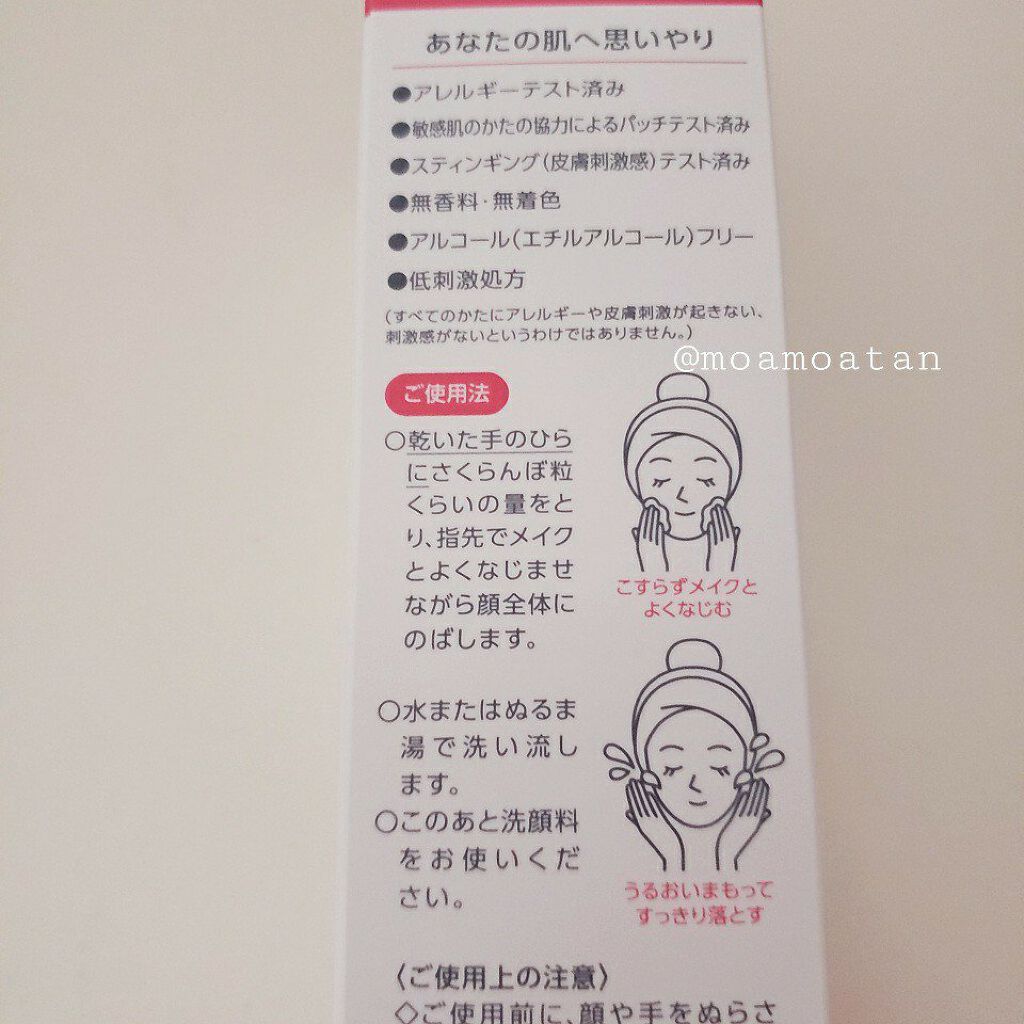 あなたの肌へ思いやり
●アレルギーテスト済み
●敏感肌のかたの協力によるパッチテスト済み
●スティンギング(皮膚刺激感)テスト済み
●無香料・無着色
●アルコール(エチルアルコール)フリー
●低刺激処方
(すべてのかたにアレルギーや皮膚刺激が起きない、
刺激感がないというわけではありません。)
@moamoatan
ご使用法
○乾いた手のひら
にさくらんぼ粒
くらいの量をと
り、指先でメイク
とよくなじませ
ながら顔全体に
のばします。
こすらずメイクと
よくなじむ
○水またはぬるま
湯で洗い流し
ます。
○このあと洗顔料
をお使いくだ
さい。
うるおいまもって
すっきり落とす
〈ご使用上の注意〉
◇ご使用前に、顔や手をぬらさ